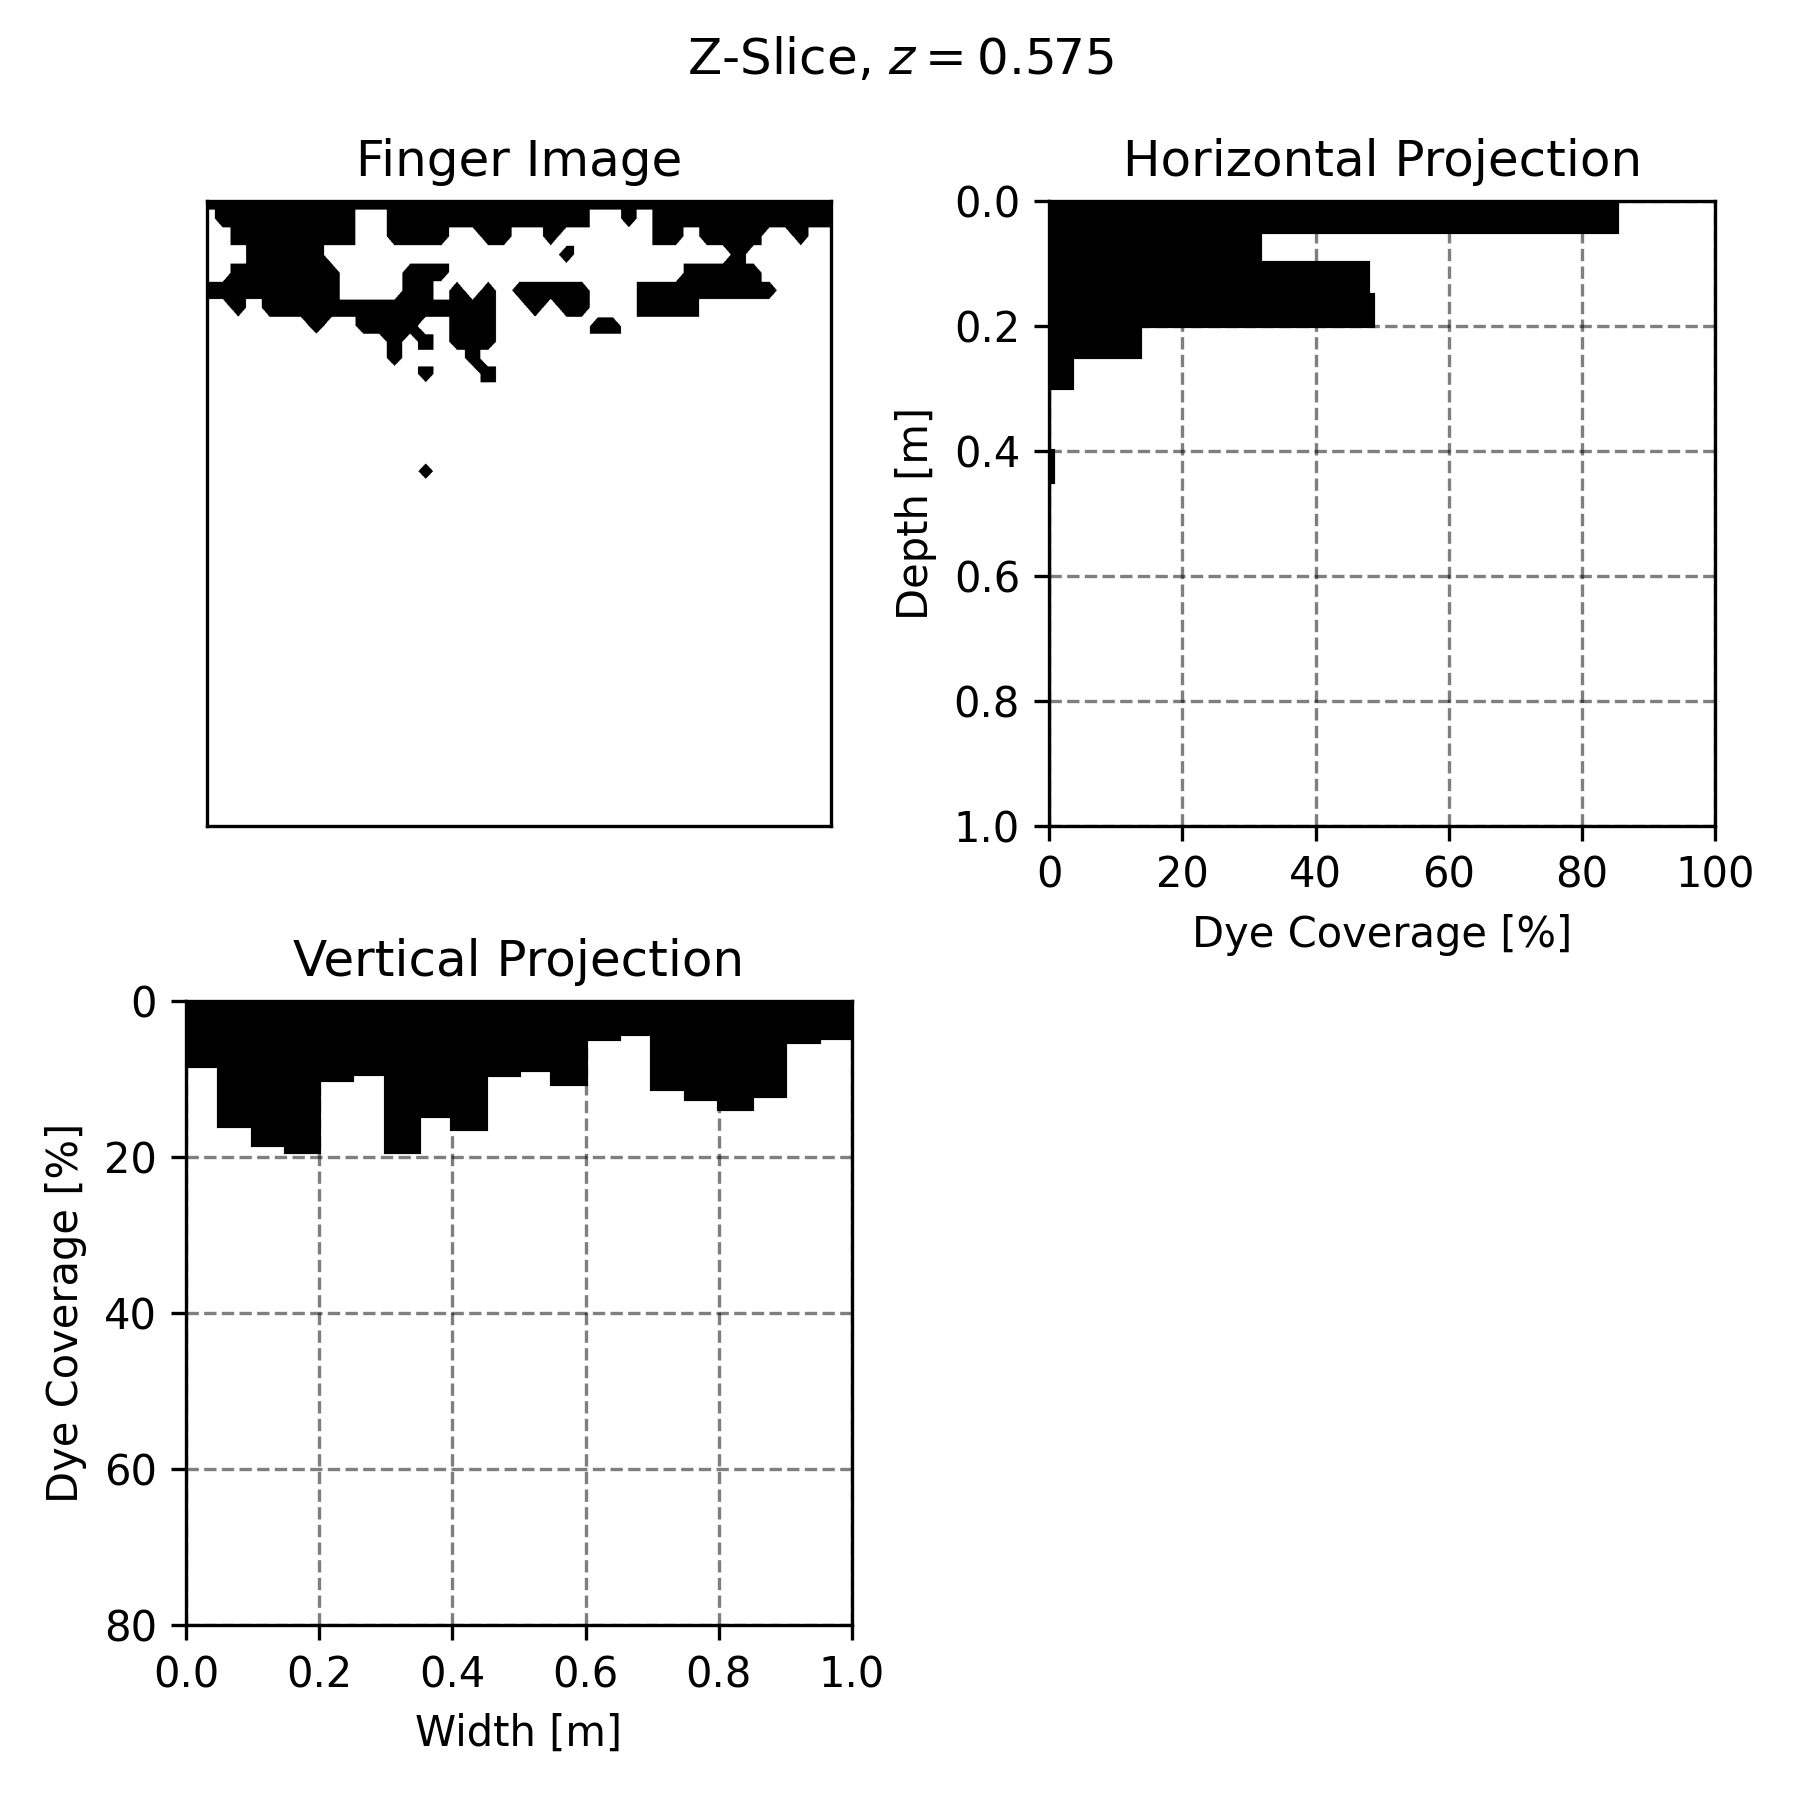 Z-Slice, z = 0.575
Finger Image
Horizontal Projection
0.0
0.2
0.4
0.6
0.8
1.0
Depth [m]
0 20 40 60 80 100
Dye Coverage [%]
Vertical Projection
0
20
40
60
80
Dye Coverage [%]
0.0 0.2 0.4 0.6 0.8 1.0
Width [m]